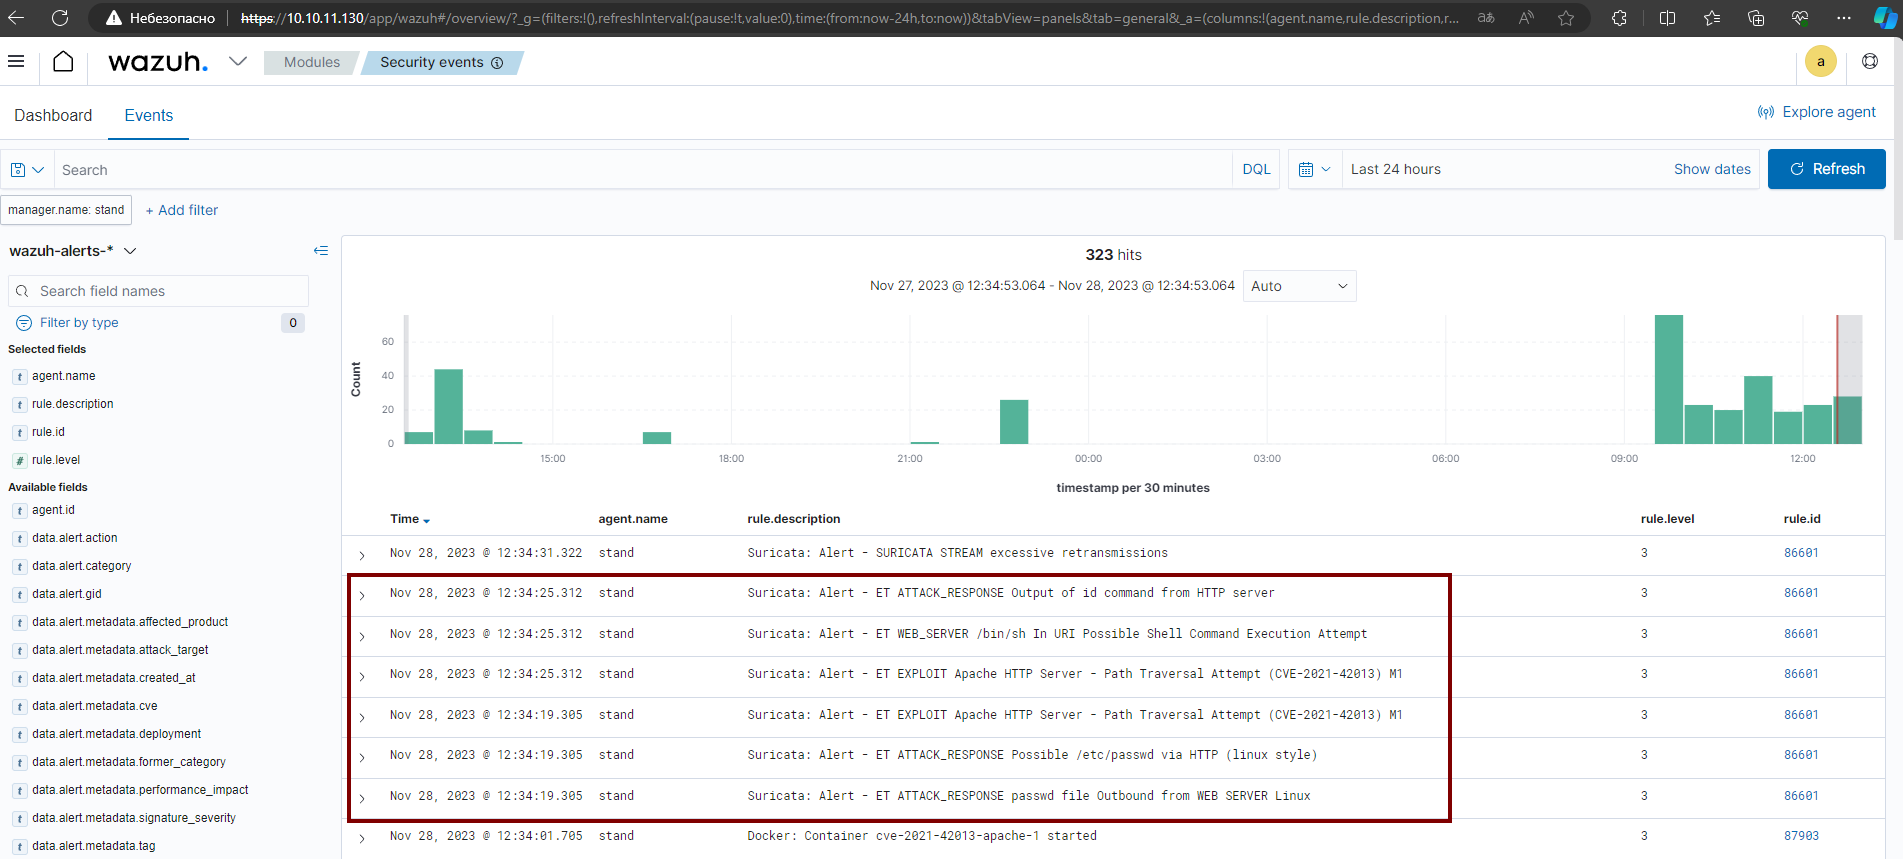 Небезопасно https://10.10.11.130/app/wazuh#/overview/?_g=(filters:!(),refreshInterval:(pause:!t,value:0),time:(from:now-24h,to:now))&tabView=panels&tab=general&_a=(columns:!(agent.name,rule.description,r...
wazuh. Modules Security events a
Dashboard Events Explore agent
Search DQL Last 24 hours Show dates Refresh
manager.name: stand + Add filter
wazuh-alerts-*
Search field names
Filter by type 0
Selected fields
t agent.name
t rule.description
t rule.id
# rule.level
Available fields
t agent.id
t data.alert.action
t data.alert.category
t data.alert.gid
t data.alert.metadata.affected_product
t data.alert.metadata.attack_target
t data.alert.metadata.created_at
t data.alert.metadata.cve
t data.alert.metadata.deployment
t data.alert.metadata.former_category
t data.alert.metadata.performance_impact
t data.alert.metadata.signature_severity
t data.alert.metadata.tag
323 hits
Nov 27, 2023 @ 12:34:53.064 - Nov 28, 2023 @ 12:34:53.064 Auto
Count
60
40
20
0
15:00 18:00 21:00 00:00 03:00 06:00 09:00 12:00
timestamp per 30 minutes
Time agent.name rule.description rule.level rule.id
Nov 28, 2023 @ 12:34:31.322 stand Suricata: Alert - SURICATA STREAM excessive retransmissions 3 86601
Nov 28, 2023 @ 12:34:25.312 stand Suricata: Alert - ET ATTACK_RESPONSE Output of id command from HTTP server 3 86601
Nov 28, 2023 @ 12:34:25.312 stand Suricata: Alert - ET WEB_SERVER /bin/sh In URI Possible Shell Command Execution Attempt 3 86601
Nov 28, 2023 @ 12:34:25.312 stand Suricata: Alert - ET EXPLOIT Apache HTTP Server - Path Traversal Attempt (CVE-2021-42013) M1 3 86601
Nov 28, 2023 @ 12:34:19.305 stand Suricata: Alert - ET EXPLOIT Apache HTTP Server - Path Traversal Attempt (CVE-2021-42013) M1 3 86601
Nov 28, 2023 @ 12:34:19.305 stand Suricata: Alert - ET ATTACK_RESPONSE Possible /etc/passwd via HTTP (linux style) 3 86601
Nov 28, 2023 @ 12:34:19.305 stand Suricata: Alert - ET ATTACK_RESPONSE passwd file Outbound from WEB SERVER Linux 3 86601
Nov 28, 2023 @ 12:34:01.705 stand Docker: Container cve-2021-42013-apache-1 started 3 87903